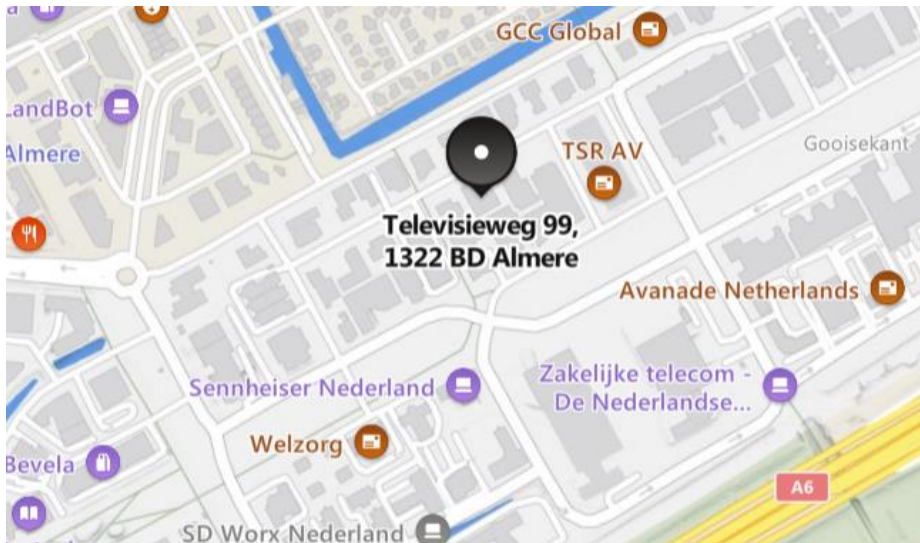 a
GCC Global
LandBot
Almere
TSR AV
Gooisekant
Televisieweg 99,
1322 BD Almere
Avanade Netherlands
Sennheiser Nederland
Zakelijke telecom -
De Nederlandse...
Welzorg
Bevela
A6
SD Worx Nederland